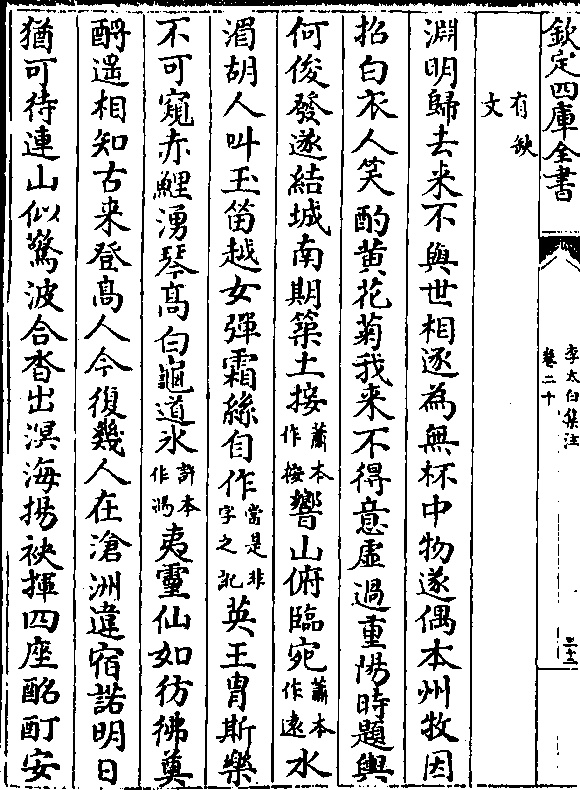 欽定四庫全書
李太白集注
卷二十
三十三
有缺
文
淵明歸去来不與世相逐為無杯中物遂偶本州牧因
招白衣人笑酌黄花菊我来不得意虚過重陽時題輿
何俊發遂結城南期築土接蕭本作按響山俯臨宛蕭本作遠水
湄胡人叫玉笛越女彈霜絲自作當是非字之訛英王胄斯樂
不可窺赤鯉湧琴髙白龜道氷許本作馮夷靈仙如彷彿奠
酹遥相知古来登髙人今復幾人在滄洲違宿諾明日
猶可待連山似驚波合沓出溟海揚袂揮四座酩酊安